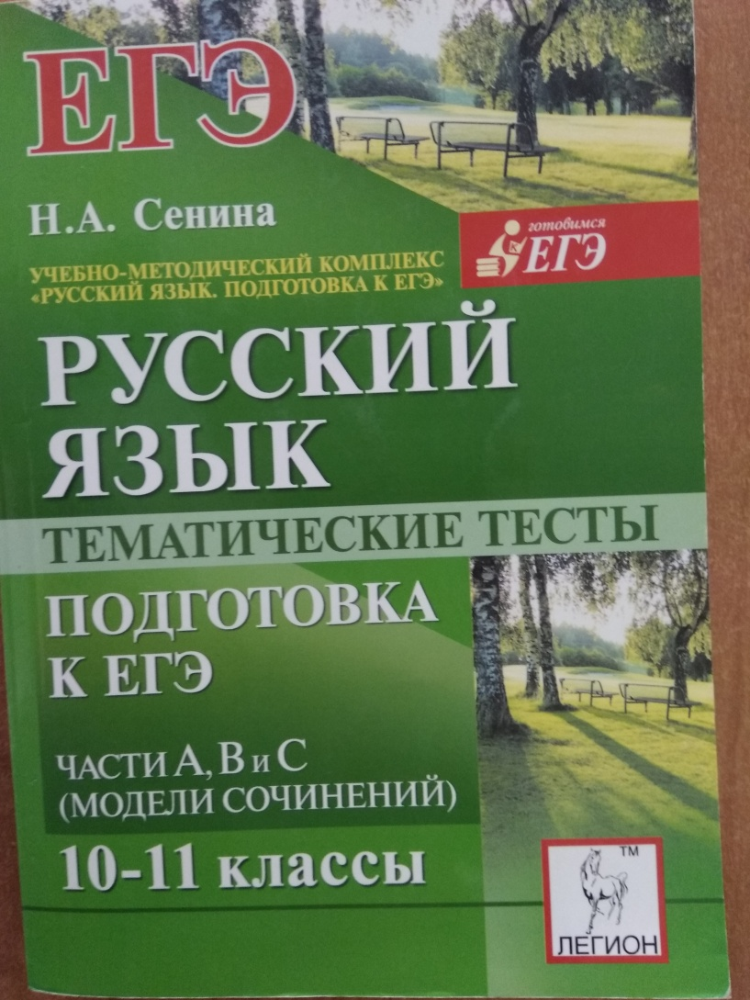 ЕГЭ
Н.А. Сенина
готовимся
К
ЕГЭ
УЧЕБНО-МЕТОДИЧЕСКИЙ КОМПЛЕКС
«РУССКИЙ ЯЗЫК. ПОДГОТОВКА К ЕГЭ»
РУССКИЙ
ЯЗЫК
ТЕМАТИЧЕСКИЕ ТЕСТЫ
ПОДГОТОВКА
К ЕГЭ
ЧАСТИ А, В и С
(МОДЕЛИ СОЧИНЕНИЙ)
10-11 классы
TM
ЛЕГИОН